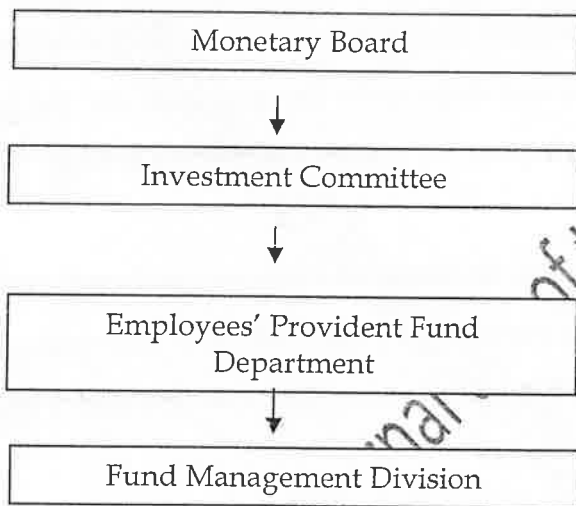 Monetary Board
Investment Committee
Employees' Provident Fund
Department
Fund Management Division